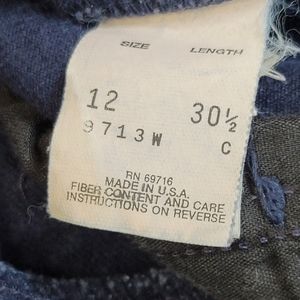 SIZE LENGTH
12 30½
9713W C
RN 69716
MADE IN U.S.A.
FIBER CONTENT AND CARE
INSTRUCTIONS ON REVERSE